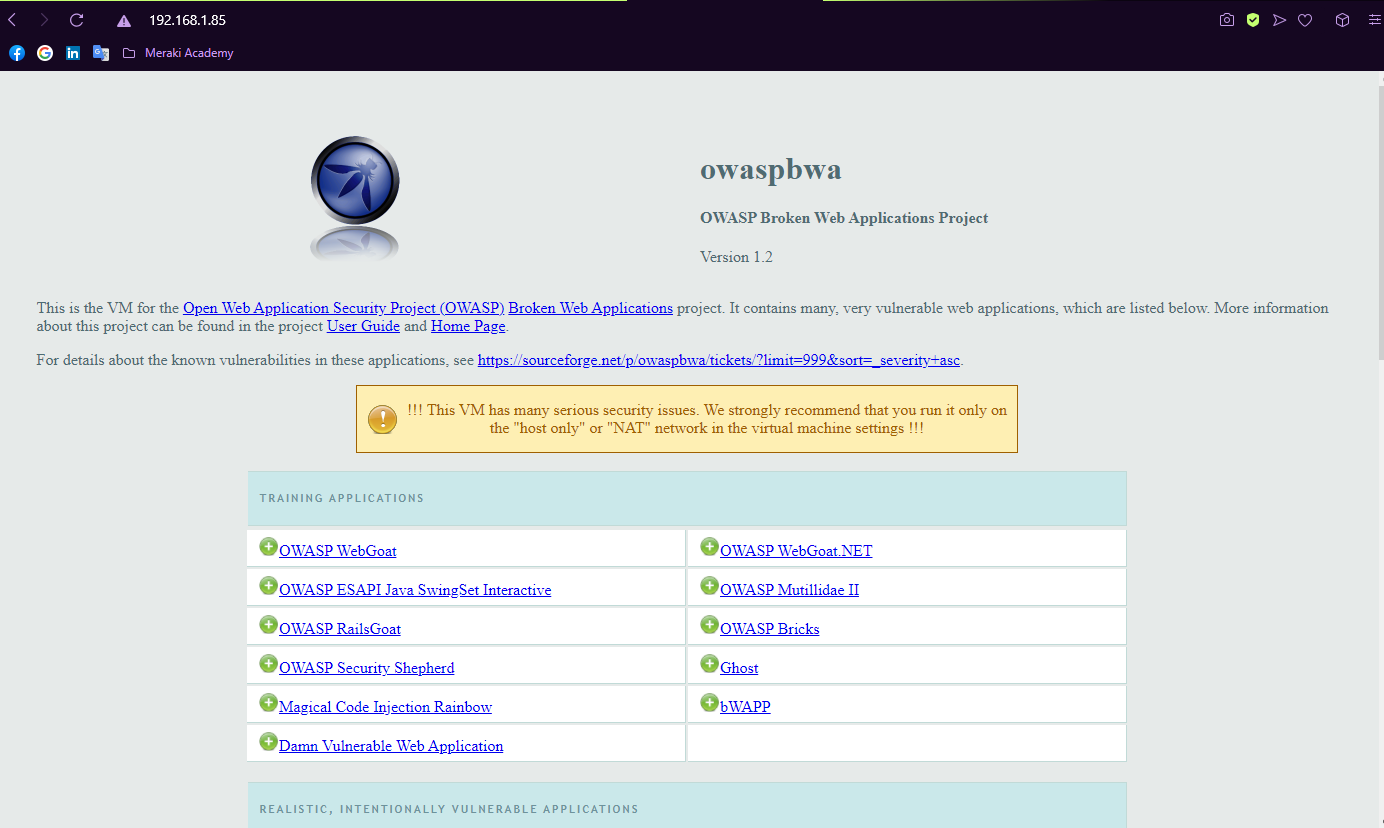 192.168.1.85
Meraki Academy
owaspbwa
OWASP Broken Web Applications Project
Version 1.2
This is the VM for the Open Web Application Security Project (OWASP) Broken Web Applications project. It contains many, very vulnerable web applications, which are listed below. More information
about this project can be found in the project User Guide and Home Page.
For details about the known vulnerabilities in these applications, see https://sourceforge.net/p/owaspbwa/tickets/?limit=999&sort=_severity+asc.
!!! This VM has many serious security issues. We strongly recommend that you run it only on
the "host only" or "NAT" network in the virtual machine settings !!!
TRAINING APPLICATIONS
OWASP WebGoat
OWASP WebGoat.NET
OWASP ESAPI Java SwingSet Interactive
OWASP Mutillidae II
OWASP RailsGoat
OWASP Bricks
OWASP Security Shepherd
Ghost
Magical Code Injection Rainbow
bWAPP
Damn Vulnerable Web Application
REALISTIC, INTENTIONALLY VULNERABLE APPLICATIONS